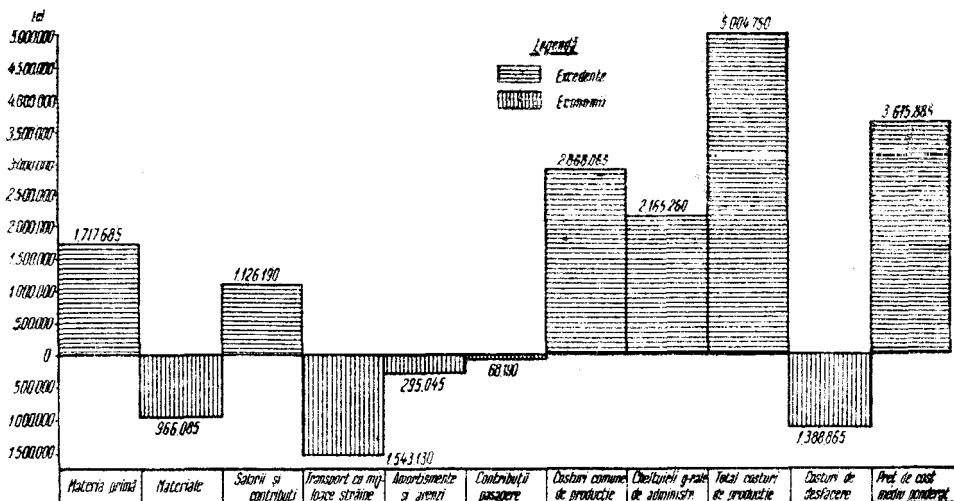 lei
5.000.000
4.500.000
4.000.000
3.500.000
3.000.000
2.500.000
2.000.000
1.500.000
1.000.000
500.000
0
500.000
1.000.000
1.500.000
Legendă
Excedente
Economii
1.717.685
966.085
1.126.190
1.543.130
295.045
68.190
2.868.065
2.165.260
5.004.750
1.388.865
3.615.885
Materia primă
Materiale
Salarii și
contribuți
Transport cu mij-
loace străine
Amortismente
și arenzi
Contribuții
pasagere
Costuri comune
de producție
Cheltuieli g-rale
de administr.
Total costuri
de producție
Costuri de
desfacere
Preț de cost
mediu ponderat